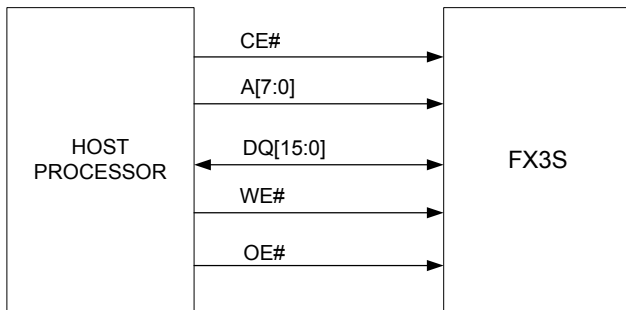 CE#
A[7:0]
HOST
PROCESSOR
DQ[15:0]
FX3S
WE#
OE#